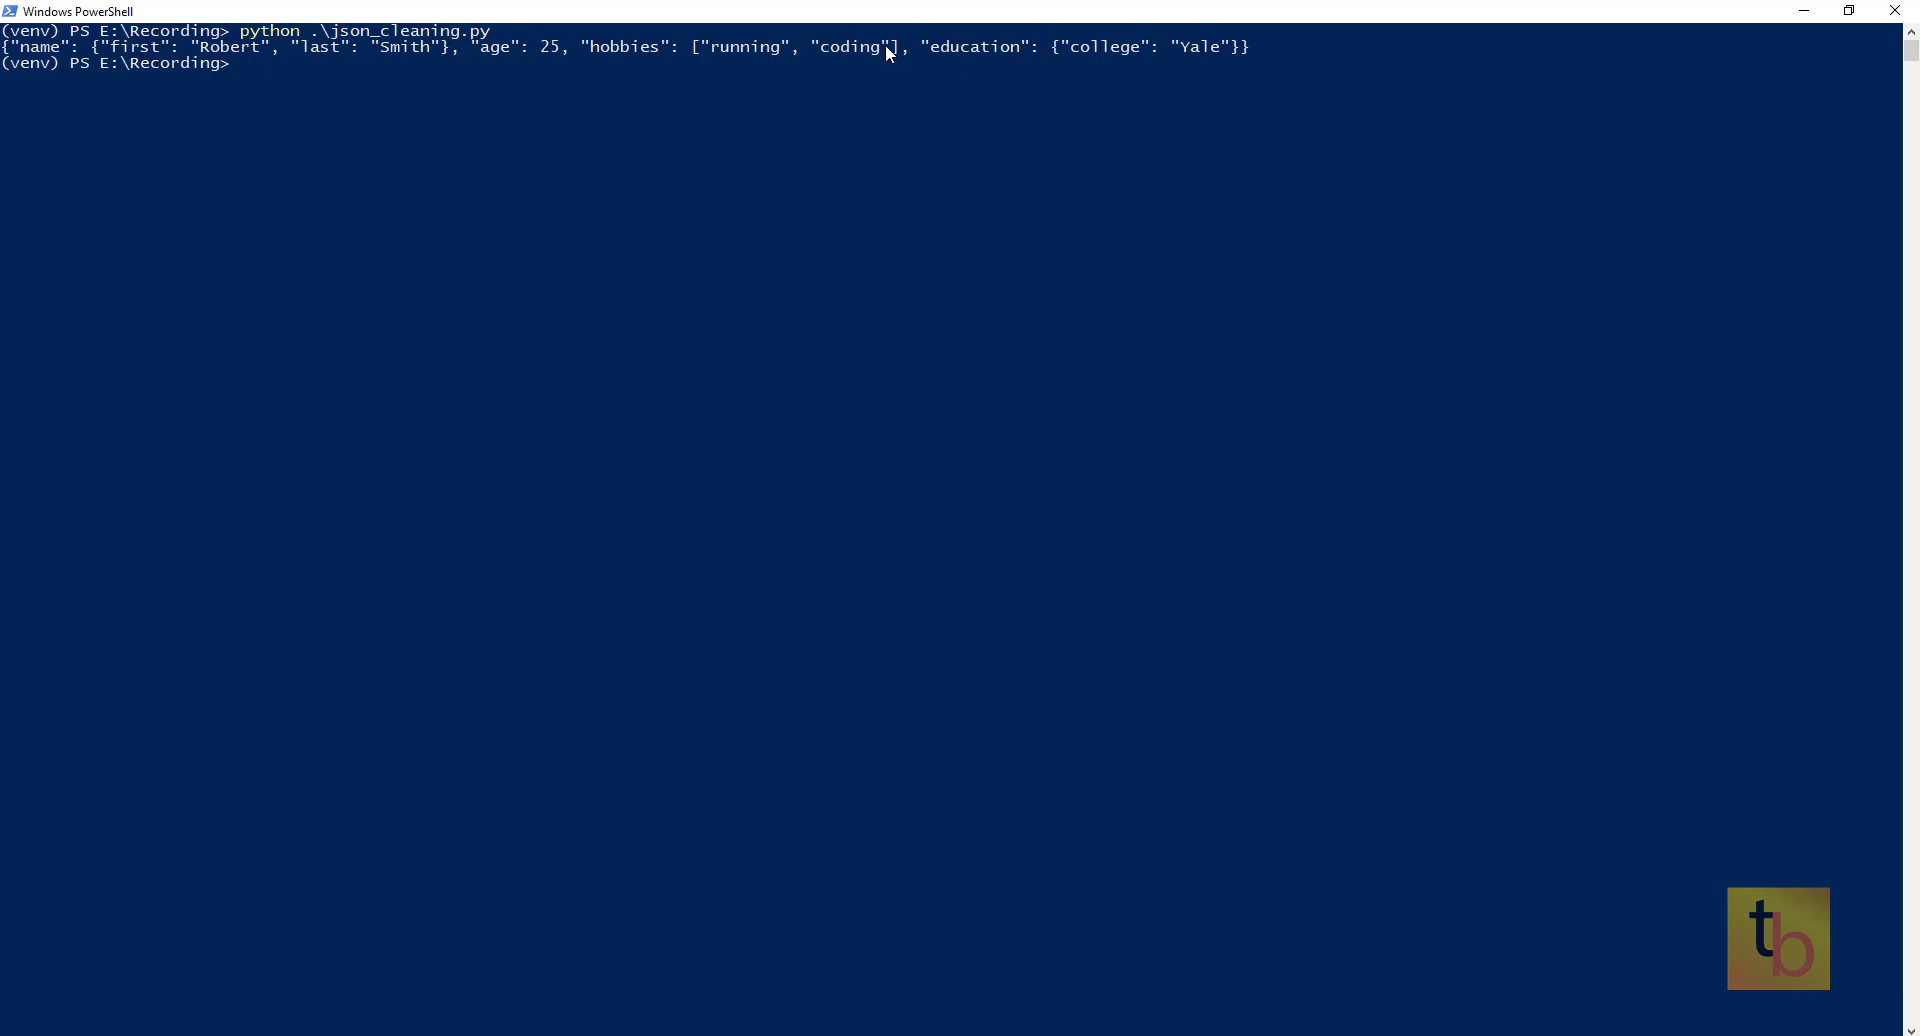 Windows PowerShell
(venv) PS E:\Recording> python .\json_cleaning.py
{"name": {"first": "Robert", "last": "Smith"}, "age": 25, "hobbies": ["running", "coding"], "education": {"college": "Yale"}}
(venv) PS E:\Recording>
tb